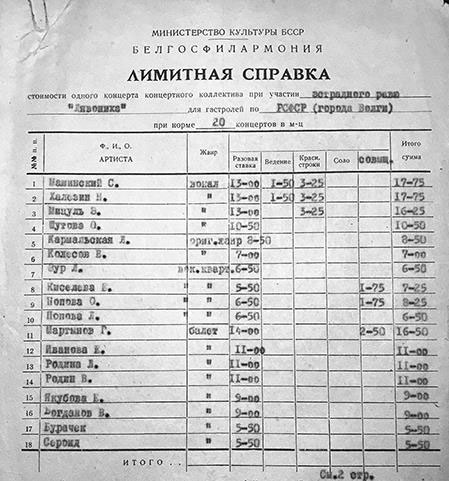 МИНИСТЕРСТВО КУЛЬТУРЫ БССР
БЕЛГОСФИЛАРМОНИЯ
ЛИМИТНАЯ СПРАВКА
стоимости одного концерта концертного коллектива при участии эстрадного ревю
"Лявониха" для гастролей по РСФСР (города Волги)
при норме 20 концертов в м-ц
№№ п. п. Ф., И., О. АРТИСТА Жанр Разовая ставка Ведение Красн. строки Соло совмщ. Итого сумма
1 С. вокал 13-00 1-50 3-25 17-75
2 Халезин Н. " 13-00 1-50 3-25 17-75
3 Мицуль З. " 13-00 3-25 16-25
4 Шутова О. " 10-50 10-50
5 Кармальская Л. ориг.жанр 8-50 8-50
6 Колесов Е. " 7-00 7-00
7 Шур Л. вок.кварт. 6-50 6-50
8 Киселева Е. " " 5-50 1-75 7-25
9 Попова О. " " 6-50 1-75 8-25
10 Попова Л. " 6-50 6-50
11 Мартынов Г. балет 14-00 2-50 16-50
12 Иванова Е. " 11-00 11-00
13 Родина Л. " 11-00 11-00
14 Родин В. " 11-00 11-00
15 Якубова Е. " 9-00 9-00
16 Богданов В. " 9-00 9-00
17 Бурачек " 5-50 5-50
18 " 5-50 5-50
ИТОГО . .
См.2 стр.